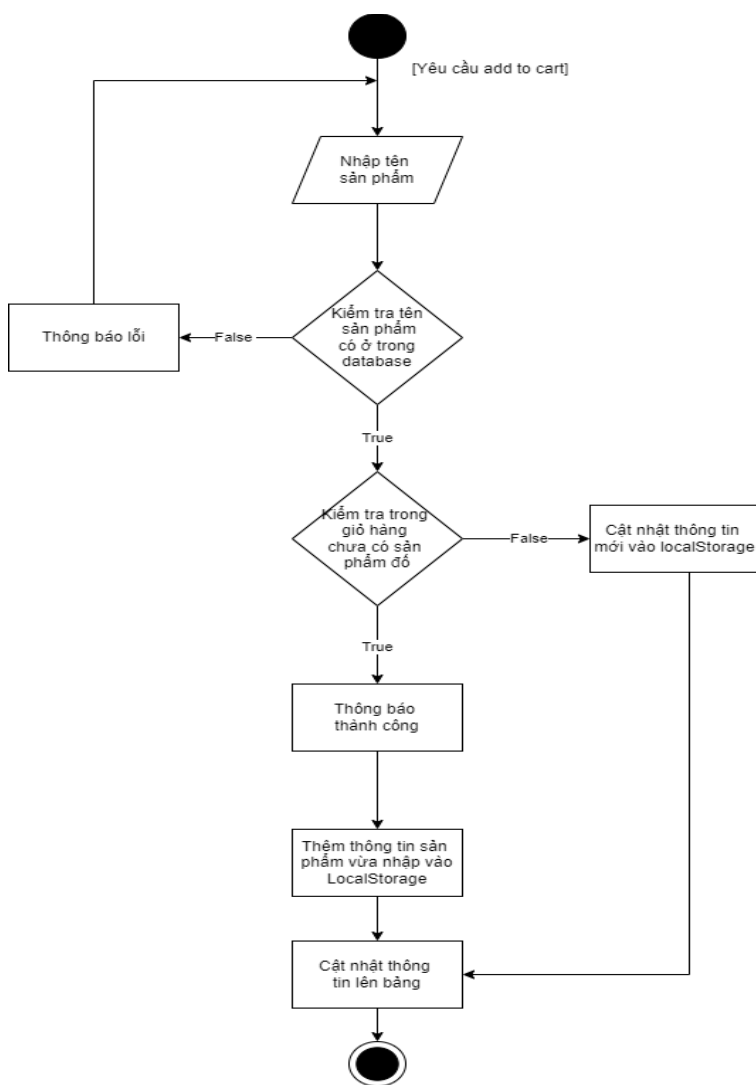 [Yêu cầu add to cart]
Nhập tên
sản phẩm
Kiểm tra tên
sản phẩm
có ở trong
database
False
Thông báo lỗi
True
Kiểm tra trong
giỏ hàng
chưa có sản
phẩm đó
False
Cật nhật thông tin
mới vào localStorage
True
Thông báo
thành công
Thêm thông tin sản
phẩm vừa nhập vào
LocalStorage
Cật nhật thông
tin lên bảng